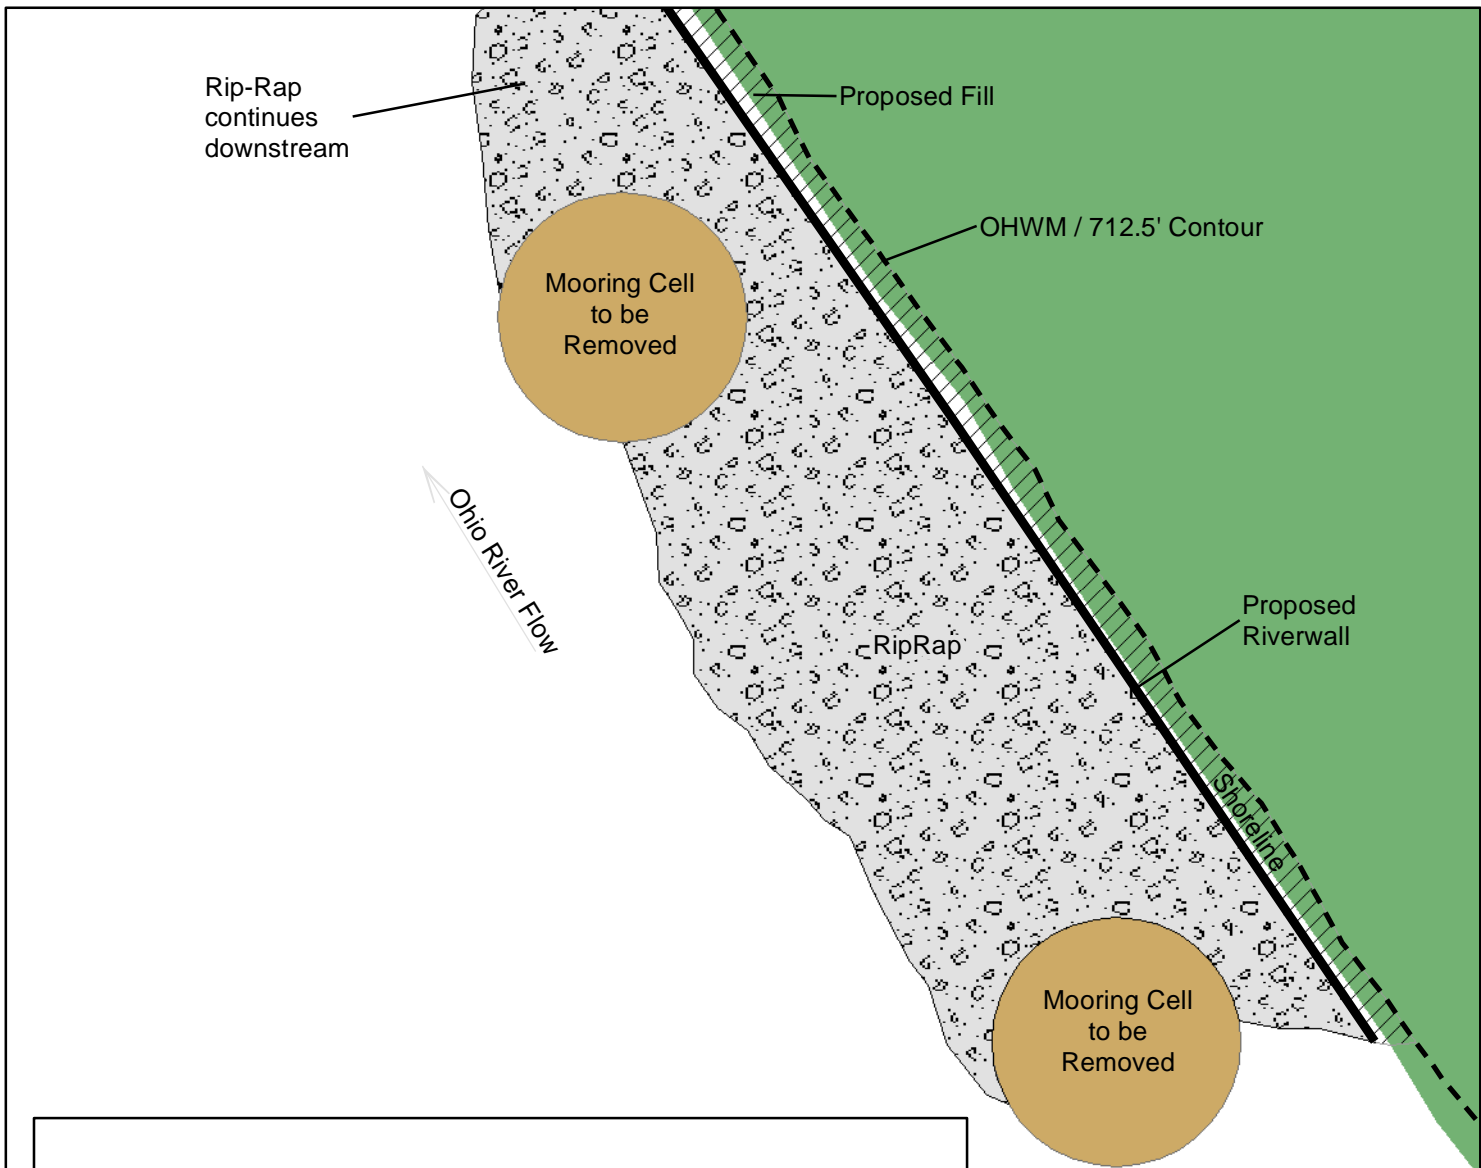 Rip-Rap
continues
downstream
Proposed Fill
OHWM / 712.5' Contour
Mooring Cell
to be
Removed
Ohio River Flow
Proposed
Riverwall
RipRap
Shoreline
Mooring Cell
to be
Removed